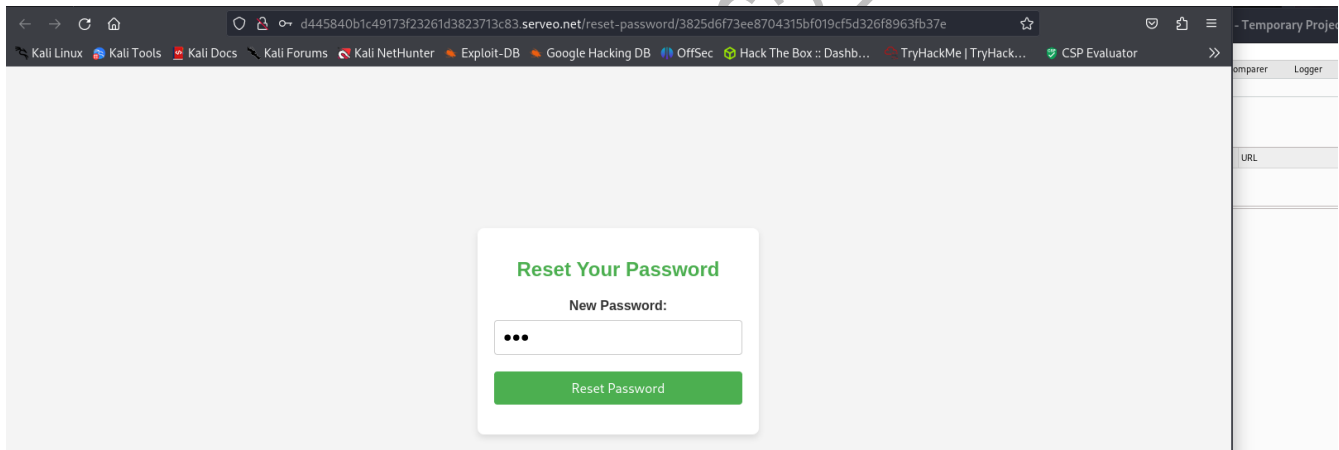 d445840b1c49173f23261d3823713c83.serveo.net/reset-password/3825d6f73ee8704315bf019cf5d326f8963fb37e
- Temporary Projec
Kali Linux Kali Tools Kali Docs Kali Forums Kali NetHunter Exploit-DB Google Hacking DB OffSec Hack The Box :: Dashb... TryHackMe | TryHack... CSP Evaluator
omparer Logger
URL
Reset Your Password
New Password:
Reset Password